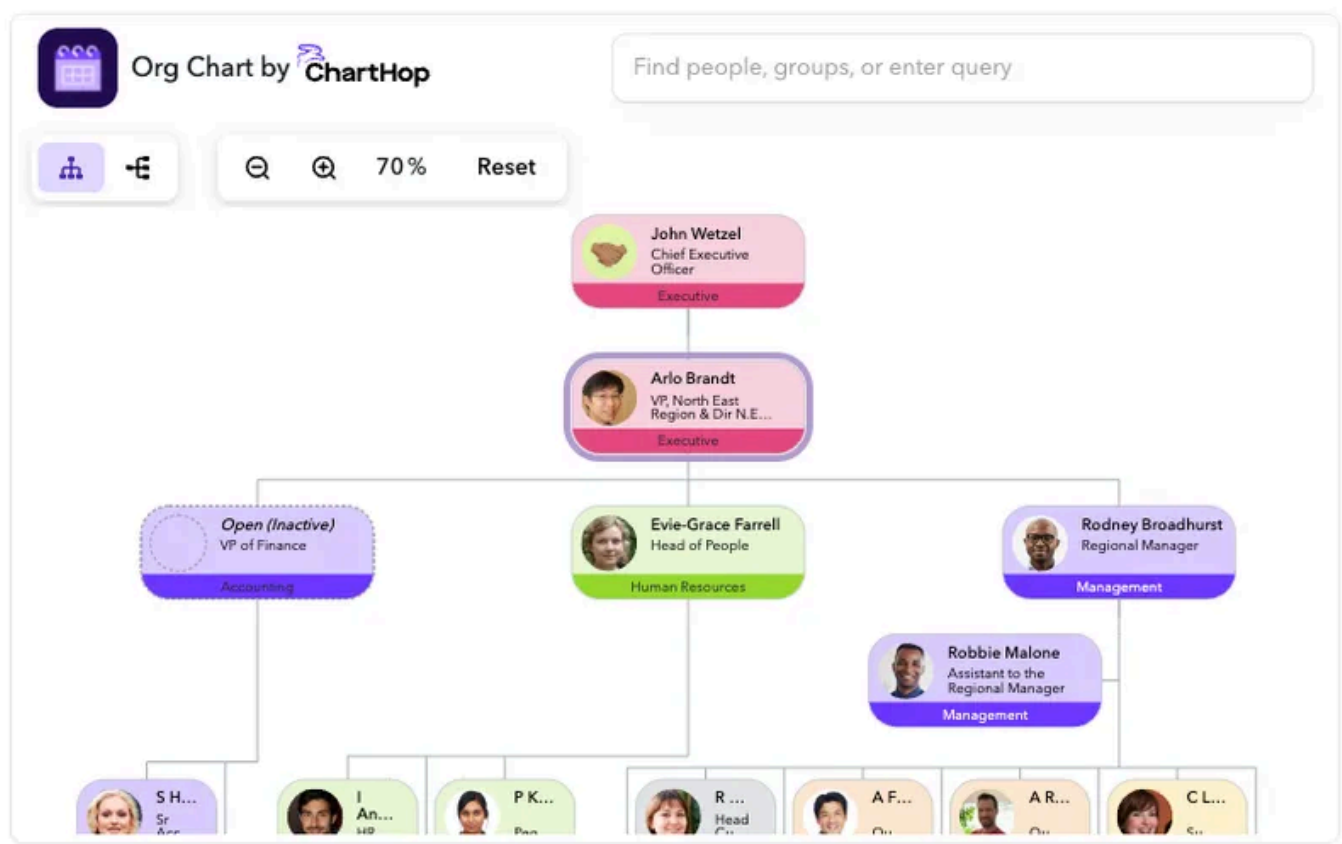 Org Chart by ChartHop
Find people, groups, or enter query
70%
Reset
John Wetzel
Chief Executive
Officer
Executive
Arlo Brandt
VP, North East
Region & Dir N.E...
Executive
Open (Inactive)
VP of Finance
Accounting
Evie-Grace Farrell
Head of People
Human Resources
Rodney Broadhurst
Regional Manager
Management
Robbie Malone
Assistant to the
Regional Manager
Management
S H...
Sr
I
An...
P K...
R ...
Head
A F...
A R...
C L...